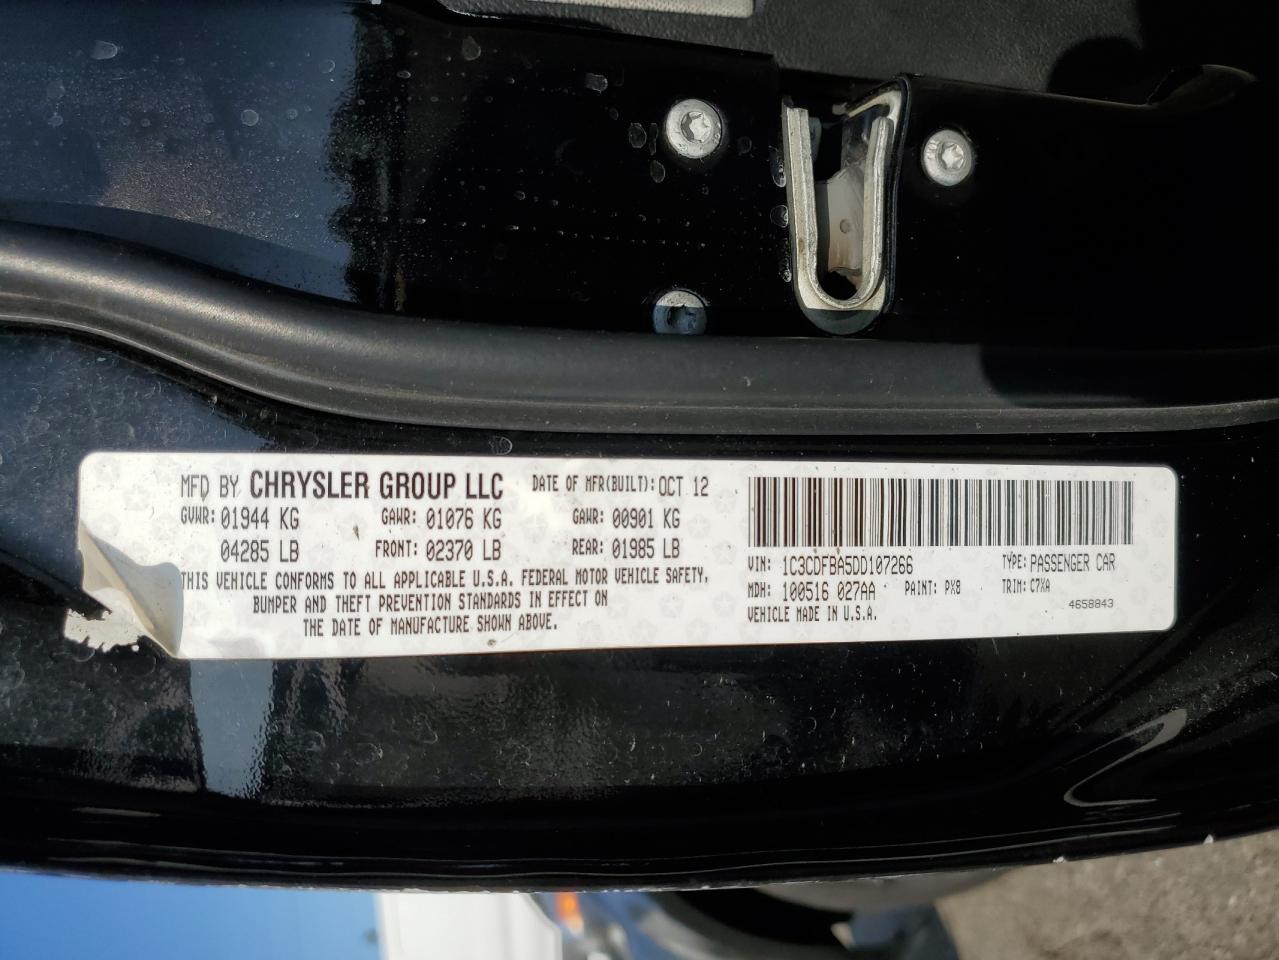 MFD BY CHRYSLER GROUP LLC DATE OF MFR(BUILT): OCT 12
GVWR: 01944 KG GAWR: 01076 KG GAWR: 00901 KG
04285 LB FRONT: 02370 LB REAR: 01985 LB
THIS VEHICLE CONFORMS TO ALL APPLICABLE U.S.A. FEDERAL MOTOR VEHICLE SAFETY,
BUMPER AND THEFT PREVENTION STANDARDS IN EFFECT ON
THE DATE OF MANUFACTURE SHOWN ABOVE.
VIN: 1C3CDFBA5DD107266 TYPE: PASSENGER CAR
MDH: 100516 027AA PAINT: PX8 TRIM: C7XA
VEHICLE MADE IN U.S.A. 4658843